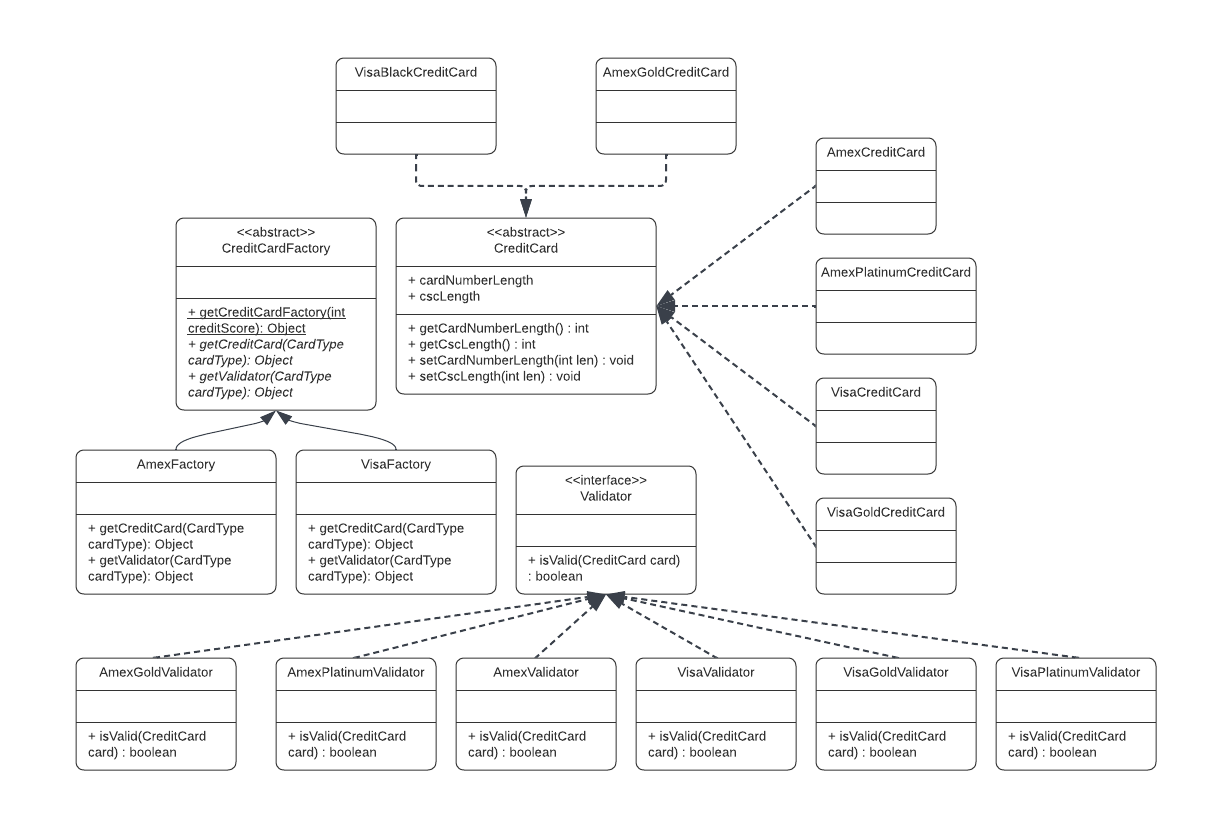 VisaBlackCreditCard
AmexGoldCreditCard
AmexCreditCard
<<abstract>>
CreditCardFactory
+ getCreditCardFactory(int
creditScore): Object
+ getCreditCard(CardType
cardType): Object
+ getValidator(CardType
cardType): Object
<<abstract>>
CreditCard
+ cardNumberLength
+ cscLength
+ getCardNumberLength() : int
+ getCscLength() : int
+ setCardNumberLength(int len) : void
+ setCscLength(int len) : void
AmexPlatinumCreditCard
VisaCreditCard
VisaGoldCreditCard
AmexFactory
+ getCreditCard(CardType
cardType): Object
+ getValidator(CardType
cardType): Object
VisaFactory
+ getCreditCard(CardType
cardType): Object
+ getValidator(CardType
cardType): Object
<<interface>>
Validator
+ isValid(CreditCard card)
: boolean
AmexGoldValidator
+ isValid(CreditCard
card) : boolean
AmexPlatinumValidator
+ isValid(CreditCard
card) : boolean
AmexValidator
+ isValid(CreditCard
card) : boolean
VisaValidator
+ isValid(CreditCard
card) : boolean
VisaGoldValidator
+ isValid(CreditCard
card) : boolean
VisaPlatinumValidator
+ isValid(CreditCard
card) : boolean